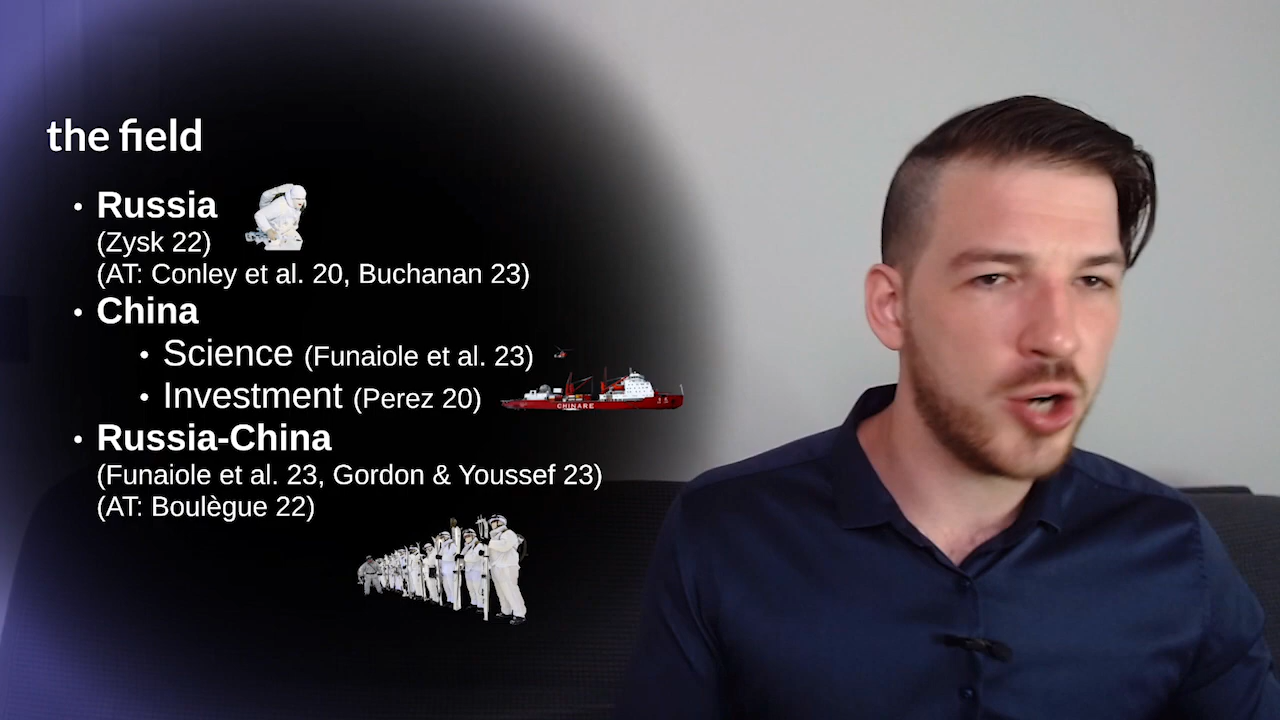 the field
• Russia
(Zysk 22)
(AT: Conley et al. 20, Buchanan 23)
• China
• Science (Funaiole et al. 23)
• Investment (Perez 20)
CHINARE
• Russia-China
(Funaiole et al. 23, Gordon & Youssef 23)
(AT: Boulègue 22)